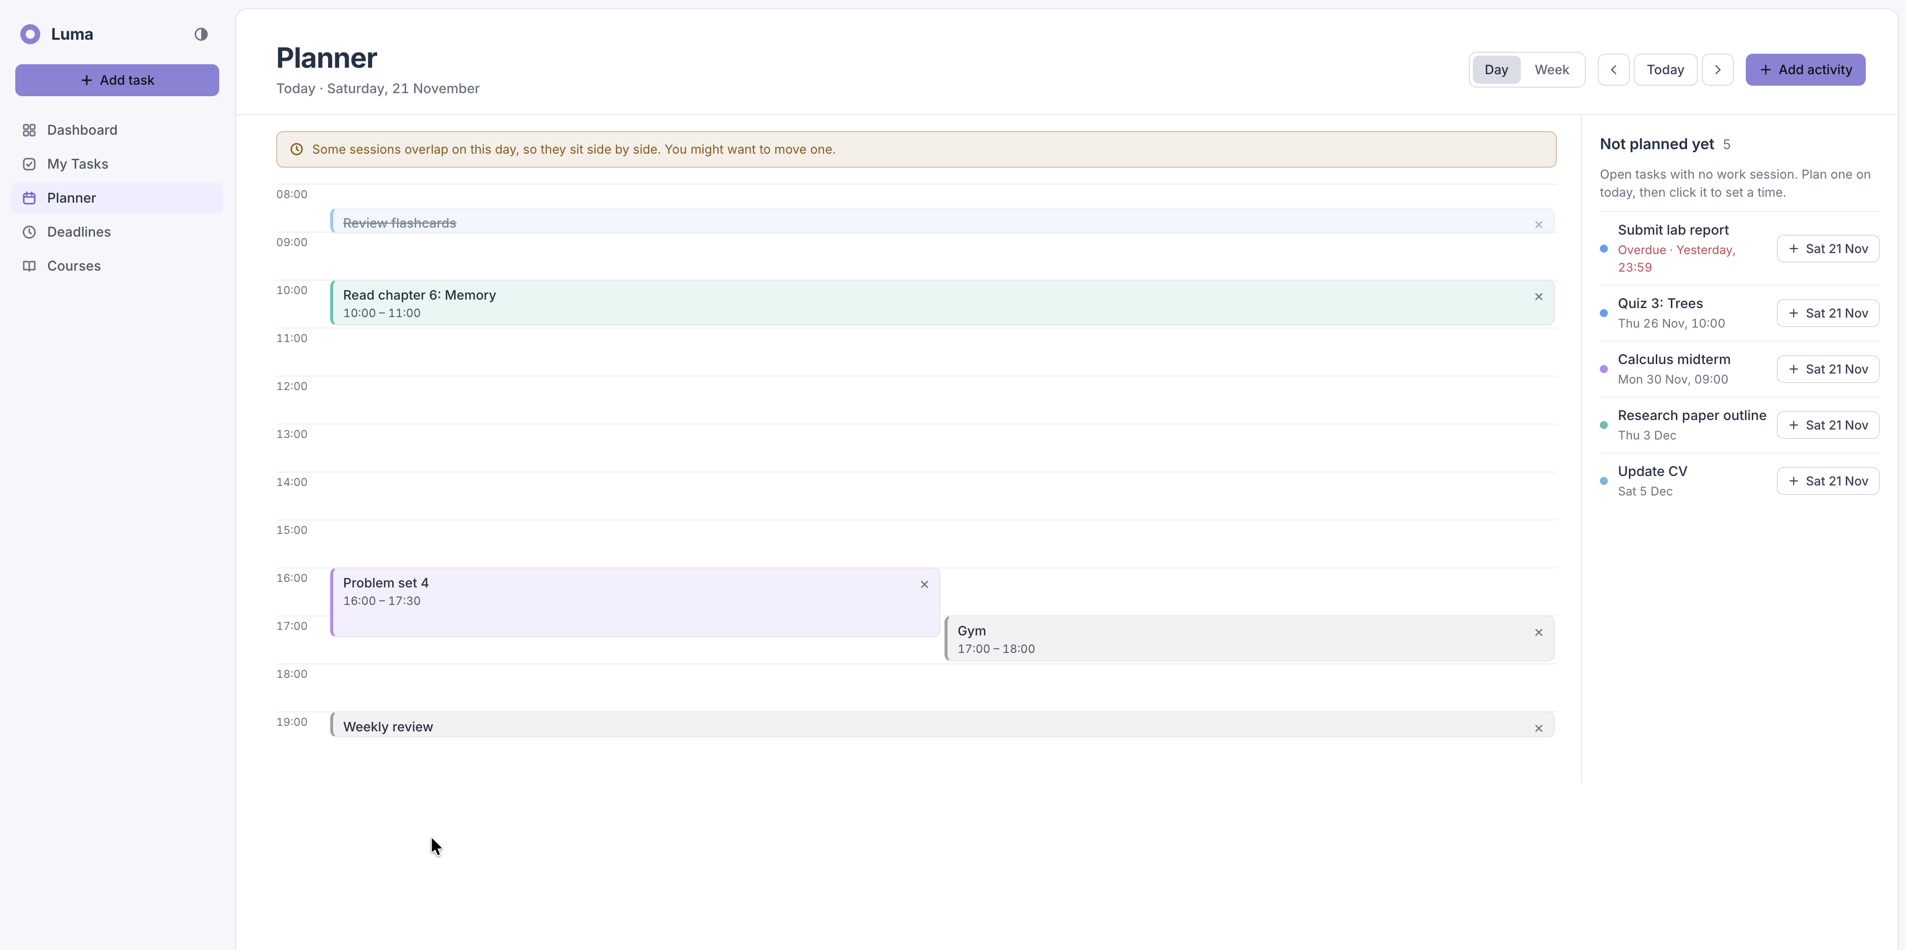 Luma
+ Add task
Dashboard
My Tasks
Planner
Deadlines
Courses
Planner
Today · Saturday, 21 November
Day
Week
Today
+ Add activity
Some sessions overlap on this day, so they sit side by side. You might want to move one.
08:00
Review flashcards
09:00
10:00
Read chapter 6: Memory
10:00 – 11:00
11:00
12:00
13:00
14:00
15:00
16:00
Problem set 4
16:00 – 17:30
17:00
Gym
17:00 – 18:00
18:00
19:00
Weekly review
Not planned yet 5
Open tasks with no work session. Plan one on
today, then click it to set a time.
Submit lab report
Overdue · Yesterday,
23:59
+ Sat 21 Nov
Quiz 3: Trees
Thu 26 Nov, 10:00
+ Sat 21 Nov
Calculus midterm
Mon 30 Nov, 09:00
+ Sat 21 Nov
Research paper outline
Thu 3 Dec
+ Sat 21 Nov
Update CV
Sat 5 Dec
+ Sat 21 Nov